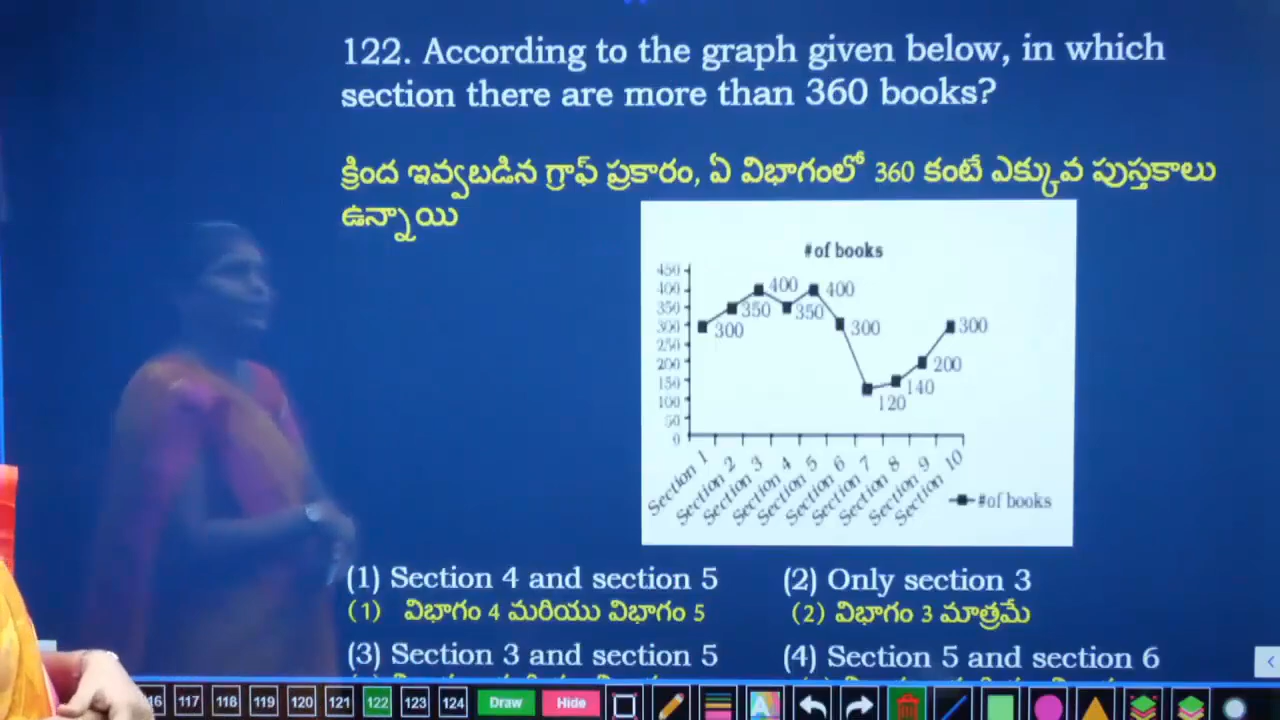 122. According to the graph given below, in which
section there are more than 360 books?
క్రింద ఇవ్వబడిన గ్రాఫ్ ప్రకారం, ఏ విభాగంలో 360 కంటే ఎక్కువ పుస్తకాలు
ఉన్నాయి
#of books
450
400
350
300
250
200
150
100
50
0
300
350
400
350
400
300
120
140
200
300
Section 1
Section 2
Section 3
Section 4
Section 5
Section 6
Section 7
Section 8
Section 9
Section 10
#of books
(1) Section 4 and section 5 (2) Only section 3
(1) విభాగం 4 మరియు విభాగం 5 (2) విభాగం 3 మాత్రమే
(3) Section 3 and section 5 (4) Section 5 and section 6
117 118 119 120 121 122 123 124 Draw Hide A